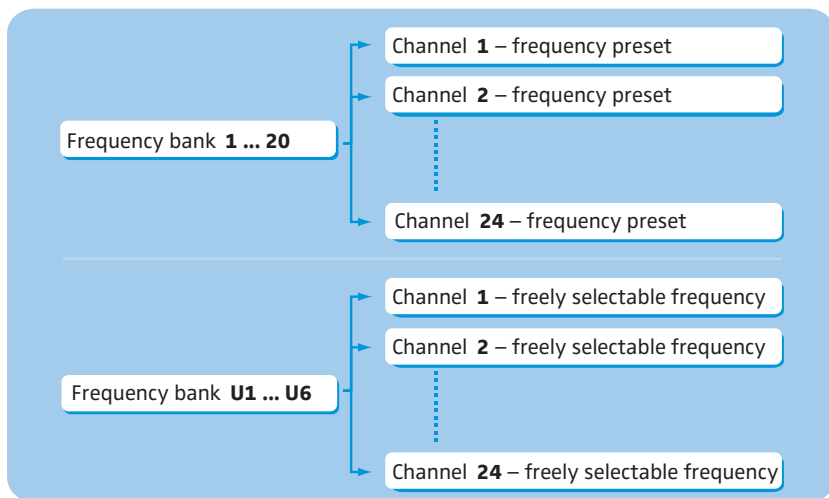 Channel 1 – frequency preset
Channel 2 – frequency preset
Frequency bank 1 ... 20
Channel 24 – frequency preset
Channel 1 – freely selectable frequency
Channel 2 – freely selectable frequency
Frequency bank U1 ... U6
Channel 24 – freely selectable frequency